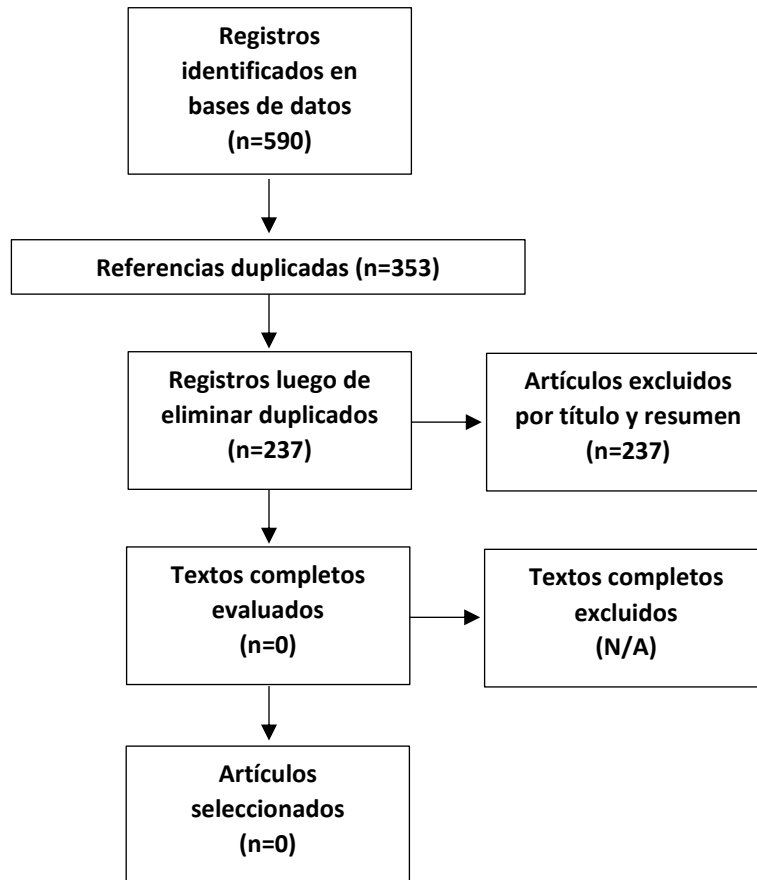 Registros
identificados en
bases de datos
(n=590)
Referencias duplicadas (n=353)
Registros luego de
eliminar duplicados
(n=237)
Artículos excluidos
por título y resumen
(n=237)
Textos completos
evaluados
(n=0)
Textos completos
excluidos
(N/A)
Artículos
seleccionados
(n=0)